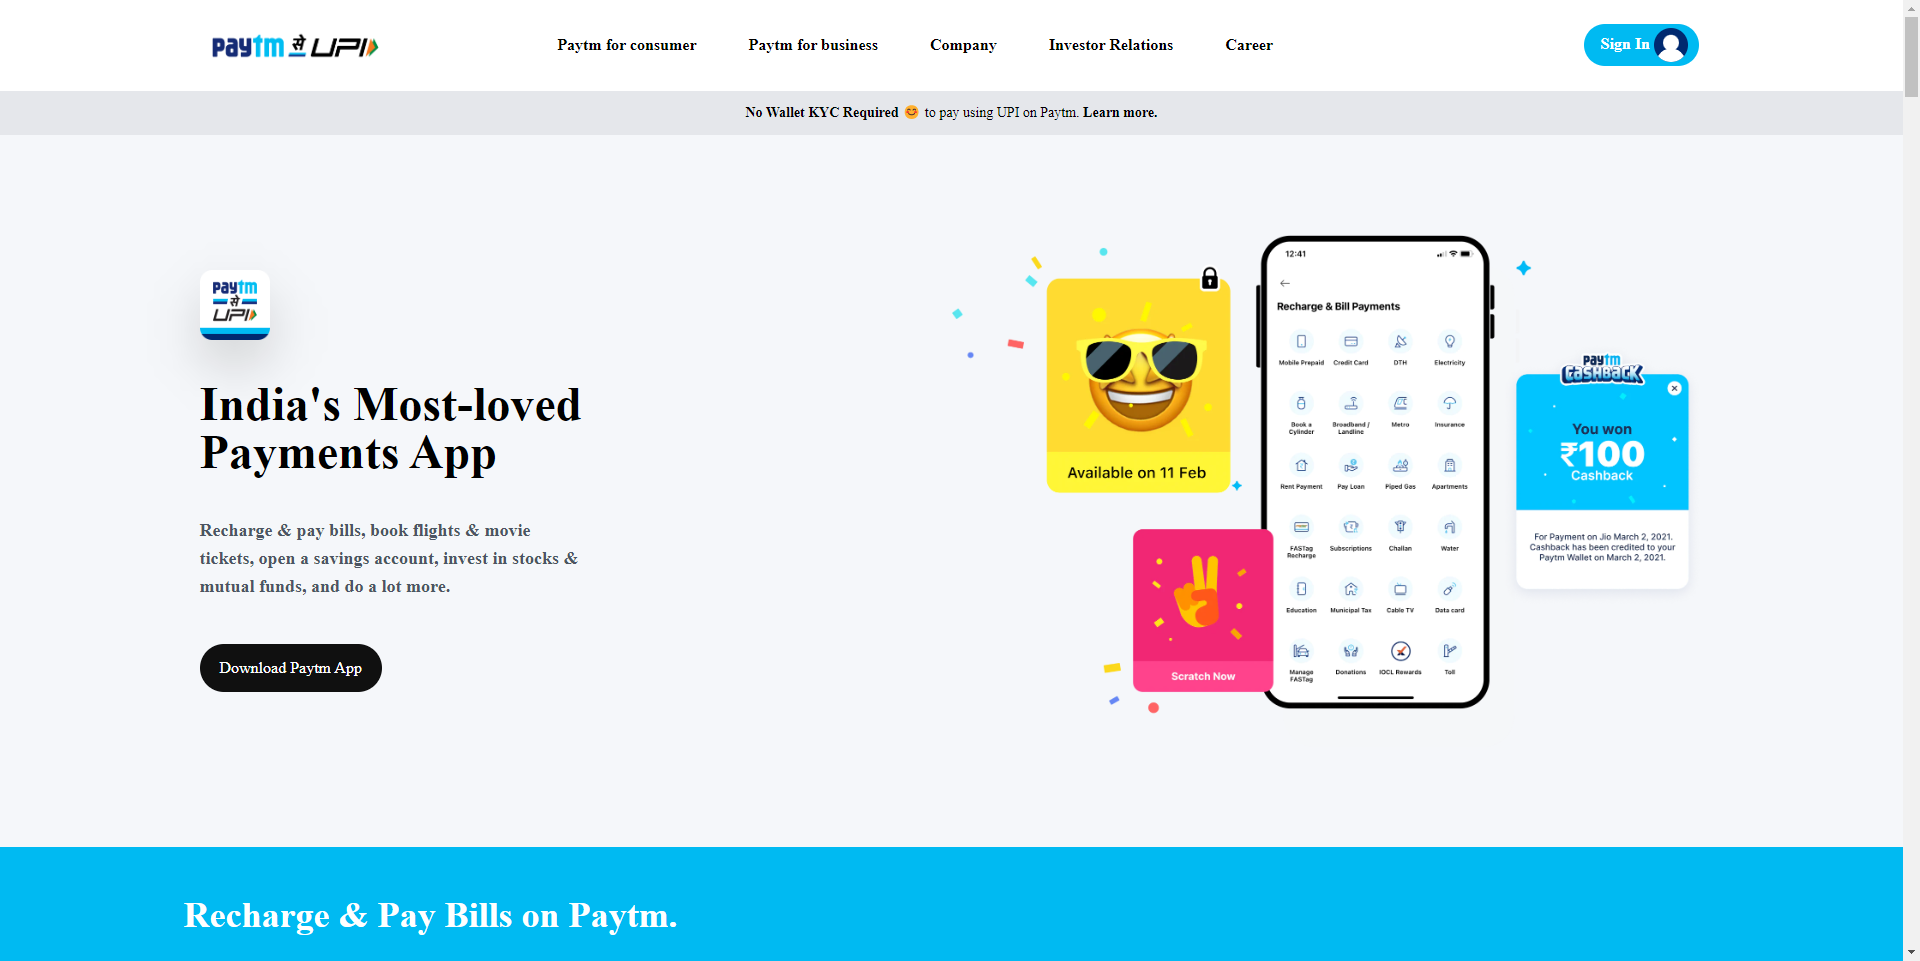 paytm से UPI
Paytm for consumer
Paytm for business
Company
Investor Relations
Career
Sign In
No Wallet KYC Required 😊 to pay using UPI on Paytm. Learn more.
paytm
से
UPI
India's Most-loved
Payments App
Recharge & pay bills, book flights & movie
tickets, open a savings account, invest in stocks &
mutual funds, and do a lot more.
Download Paytm App
Available on 11 Feb
Scratch Now
12:41
Recharge & Bill Payments
Mobile Prepaid
Credit Card
DTH
Electricity
Book a
Cylinder
Broadband /
Landline
Metro
Insurance
Rent Payment
Pay Loan
Piped Gas
Apartments
FASTag
Recharge
Subscriptions
Challan
Water
Education
Municipal Tax
Cable TV
Data card
Manage
FASTag
Donations
IOCL Rewards
Toll
paytm
CASHBACK
You won
₹100
Cashback
For Payment on Jio March 2, 2021.
Cashback has been credited to your
Paytm Wallet on March 2, 2021.
Recharge & Pay Bills on Paytm.